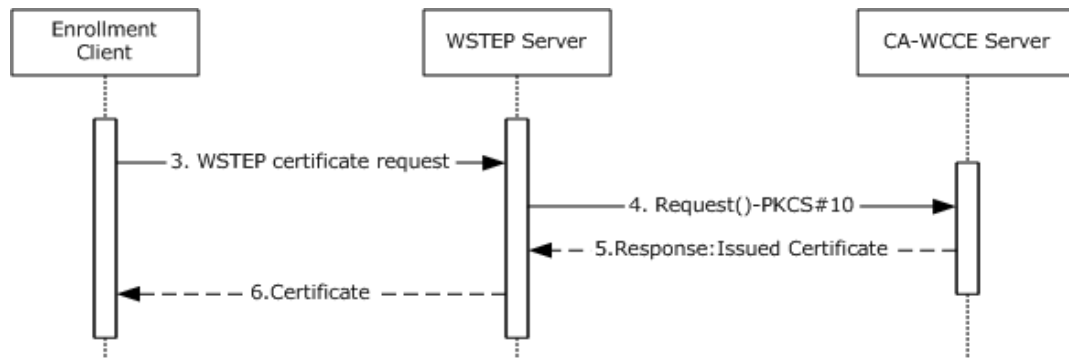 Enrollment
Client
WSTEP Server
CA-WCCE Server
3. WSTEP certificate request
4. Request()-PKCS#10
5.Response:Issued Certificate
6.Certificate